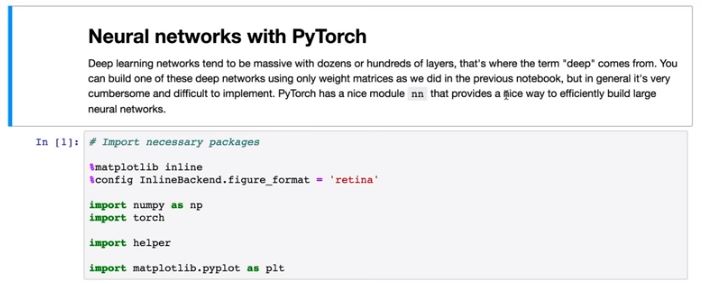 Neural networks with PyTorch
Deep learning networks tend to be massive with dozens or hundreds of layers, that's where the term "deep" comes from. You
can build one of these deep networks using only weight matrices as we did in the previous notebook, but in general it's very
cumbersome and difficult to implement. PyTorch has a nice module nn that provides a nice way to efficiently build large
neural networks.
In [1]: # Import necessary packages
%matplotlib inline
%config InlineBackend.figure_format = 'retina'
import numpy as np
import torch
import helper
import matplotlib.pyplot as plt